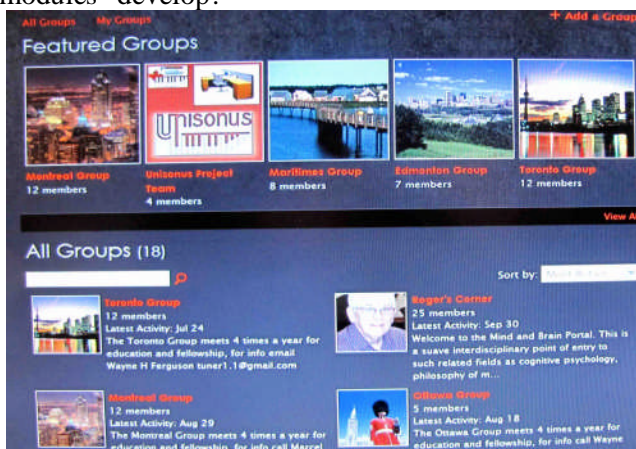 modules develop?
All Groups My Groups
+ Add a Group
Featured Groups
UNISONUS
Montreal Group
12 members
Unisonus Project
Team
4 members
Maritimes Group
8 members
Edmonton Group
7 members
Toronto Group
12 members
View A
All Groups (18)
Sort by:
Toronto Group
12 members
Latest Activity: Jul 24
The Toronto Group meets 4 times a year for
education and fellowship, for info email
Wayne H Ferguson tuner1.1@gmail.com
Roger's Corner
25 members
Latest Activity: Sep 30
Welcome to the Mind and Brain Portal. This is
a suave interdisciplinary point of entry to
such related fields as cognitive psychology,
philosophy of m...
Montreal Group
12 members
Latest Activity: Aug 29
The Montreal Group meets 4 times a year for
education and fellowship, for info call Marcel
Ottawa Group
5 members
Latest Activity: Aug 18
The Ottawa Group meets 4 times a year for
education and fellowship, for info call Wayne